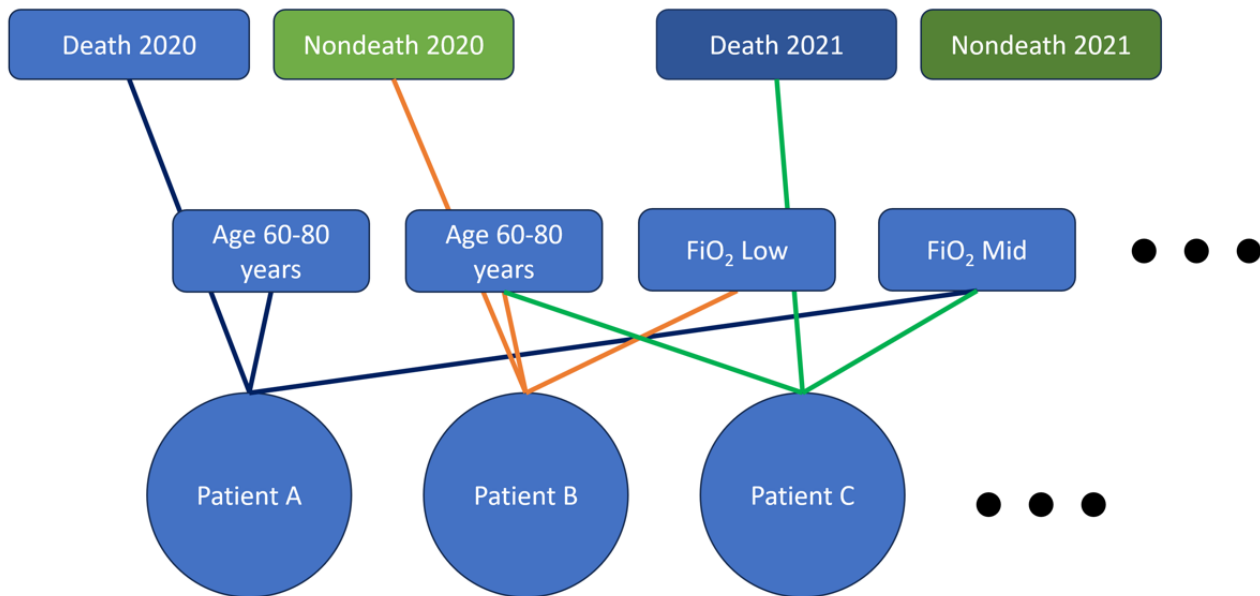 Death 2020
Nondeath 2020
Death 2021
Nondeath 2021
Age 60-80
years
Age 60-80
years
FiO₂ Low
FiO₂ Mid
Patient A
Patient B
Patient C